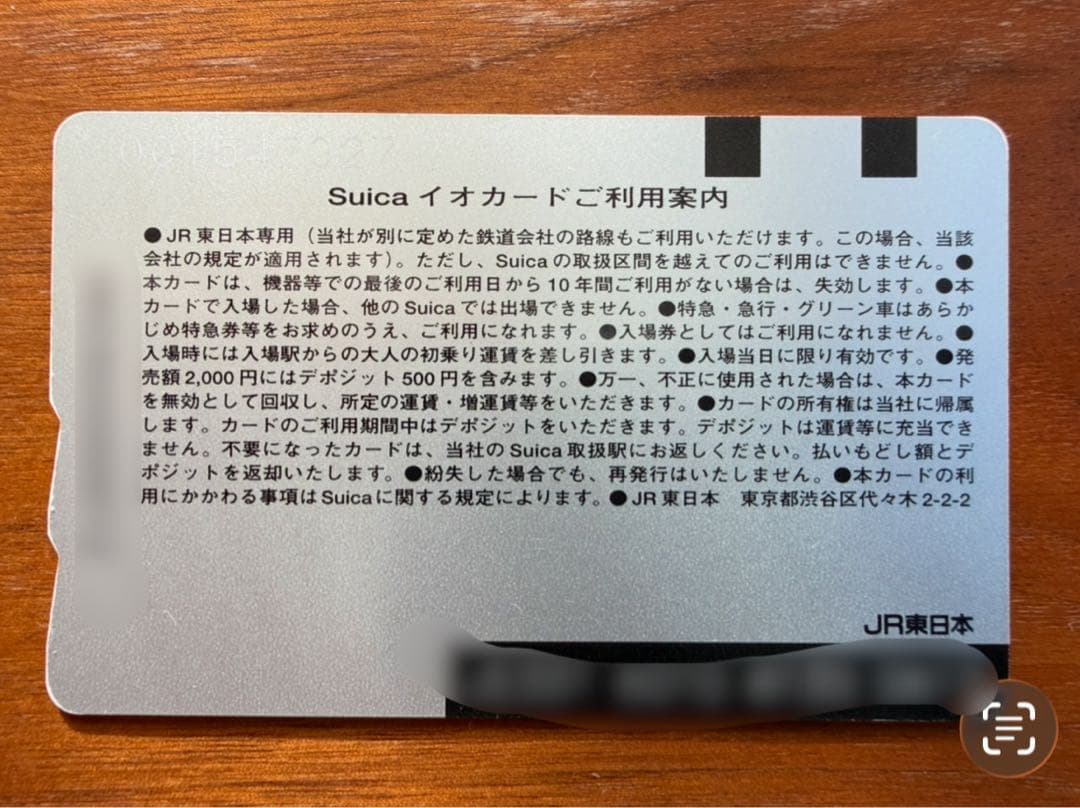 Suica イオカードご利用案内
●JR東日本専用（当社が別に定めた鉄道会社の路線もご利用いただけます。この場合、当該
会社の規定が適用されます）。ただし、Suicaの取扱区間を越えてのご利用はできません。●
本カードは、機器等での最後のご利用日から10年間ご利用がない場合は、失効します。●本
カードで入場した場合、他のSuicaでは出場できません。●特急・急行・グリーン車はあらか
じめ特急券等をお求めのうえ、ご利用になれます。●入場券としてはご利用になれません。●
入場時には入場駅からの大人の初乗り運賃を差し引きます。●入場当日に限り有効です。●発
売額2,000円にはデポジット500円を含みます。●万一、不正に使用された場合は、本カード
を無効として回収し、所定の運賃・増運賃等をいただきます。●カードの所有権は当社に帰属
します。カードのご利用期間中はデポジットをいただきます。デポジットは運賃等に充当でき
ません。不要になったカードは、当社のSuica取扱駅にお返しください。払いもどし額とデ
ポジットを返却いたします。●紛失した場合でも、再発行はいたしません。●本カードの利
用にかかわる事項はSuicaに関する規定によります。●JR東日本　東京都渋谷区代々木2-2-2
JR東日本